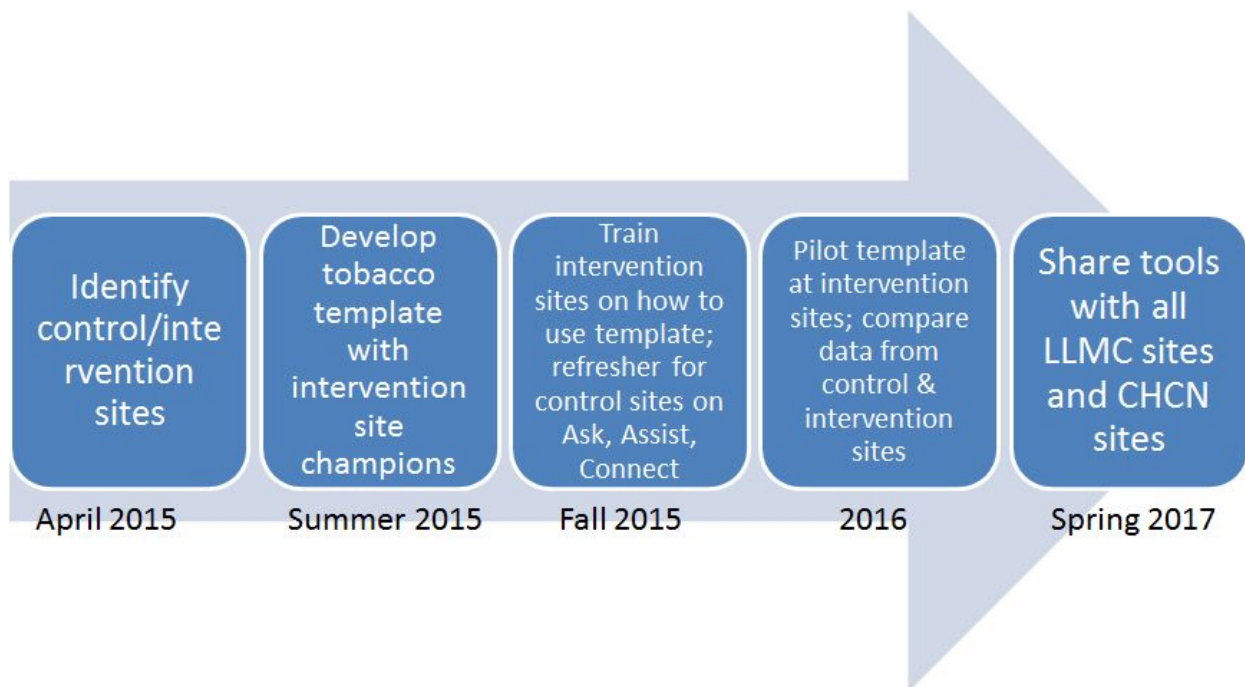 Identify
control/inte
rvention
sites
Develop
tobacco
template
with
intervention
site
champions
Train
intervention
sites on how to
use template;
refresher for
control sites on
Ask, Assist,
Connect
Pilot template
at intervention
sites; compare
data from
control &
intervention
sites
Share tools
with all
LLMC sites
and CHCN
sites
April 2015
Summer 2015
Fall 2015
2016
Spring 2017